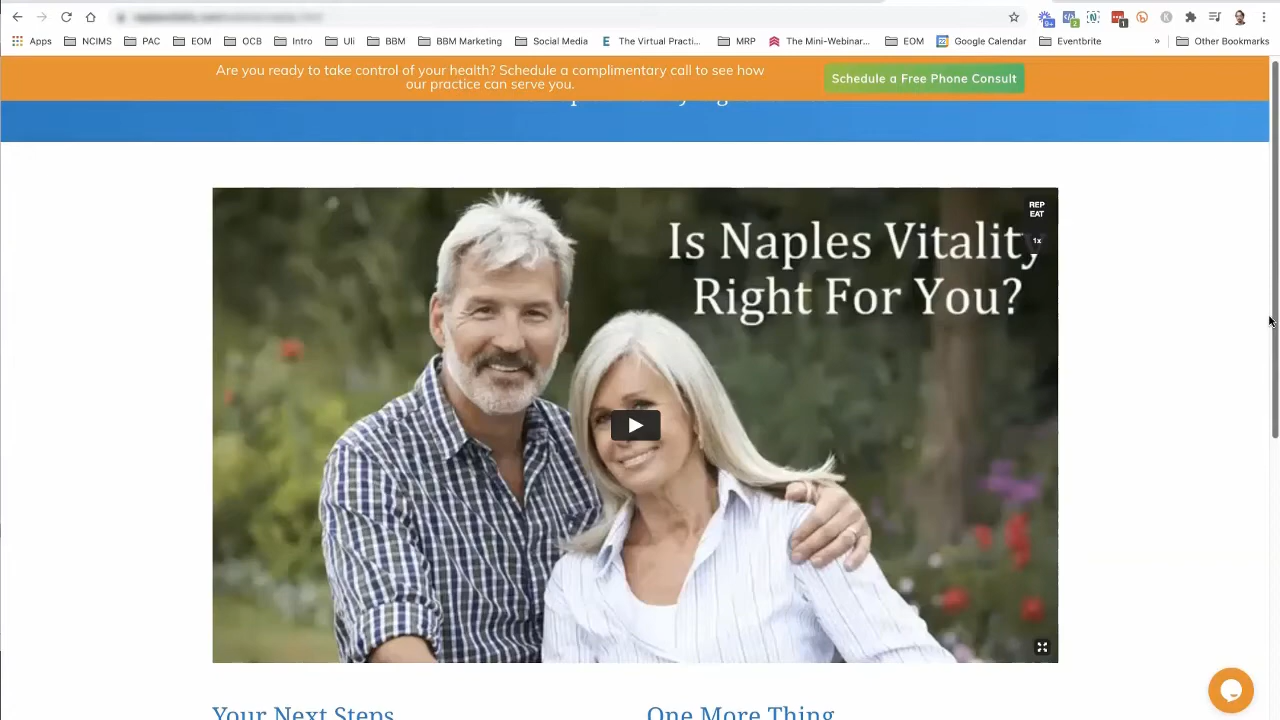 Apps
NCIMS
PAC
EOM
OCB
Intro
Uli
BBM
BBM Marketing
Social Media
The Virtual Practi...
MRP
The Mini-Webinar...
EOM
Google Calendar
Eventbrite
»
Other Bookmarks
Are you ready to take control of your health? Schedule a complimentary call to see how
our practice can serve you.
Schedule a Free Phone Consult
REP
EAT
1x
Is Naples Vitality
Right For You?
Your Next Steps
One More Thing